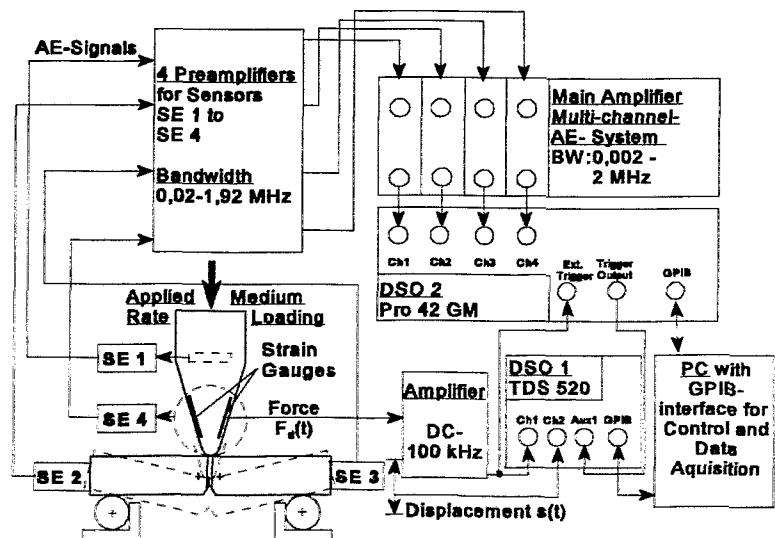 AE-Signals
4 Preamplifiers
for Sensors
SE 1 to
SE 4
Bandwidth
0,02-1,92 MHz
Main Amplifier
Multi-channel-
AE- System
BW:0,002 -
2 MHz
Ch1 Ch2 Ch3 Ch4
Ext. Trigger
Trigger Output
GPIB
DSO 2
Pro 42 GM
Applied Medium
Rate Loading
SE 1
Strain
Gauges
SE 4
Force
Amplifier
DC-
100 kHz
DSO 1
TDS 520
Ch1 Ch2 Aux1 GPIB
PC with
GPIB-
interface for
Control and
Data
Aquisition
SE 2
SE 3
Displacement s(t)